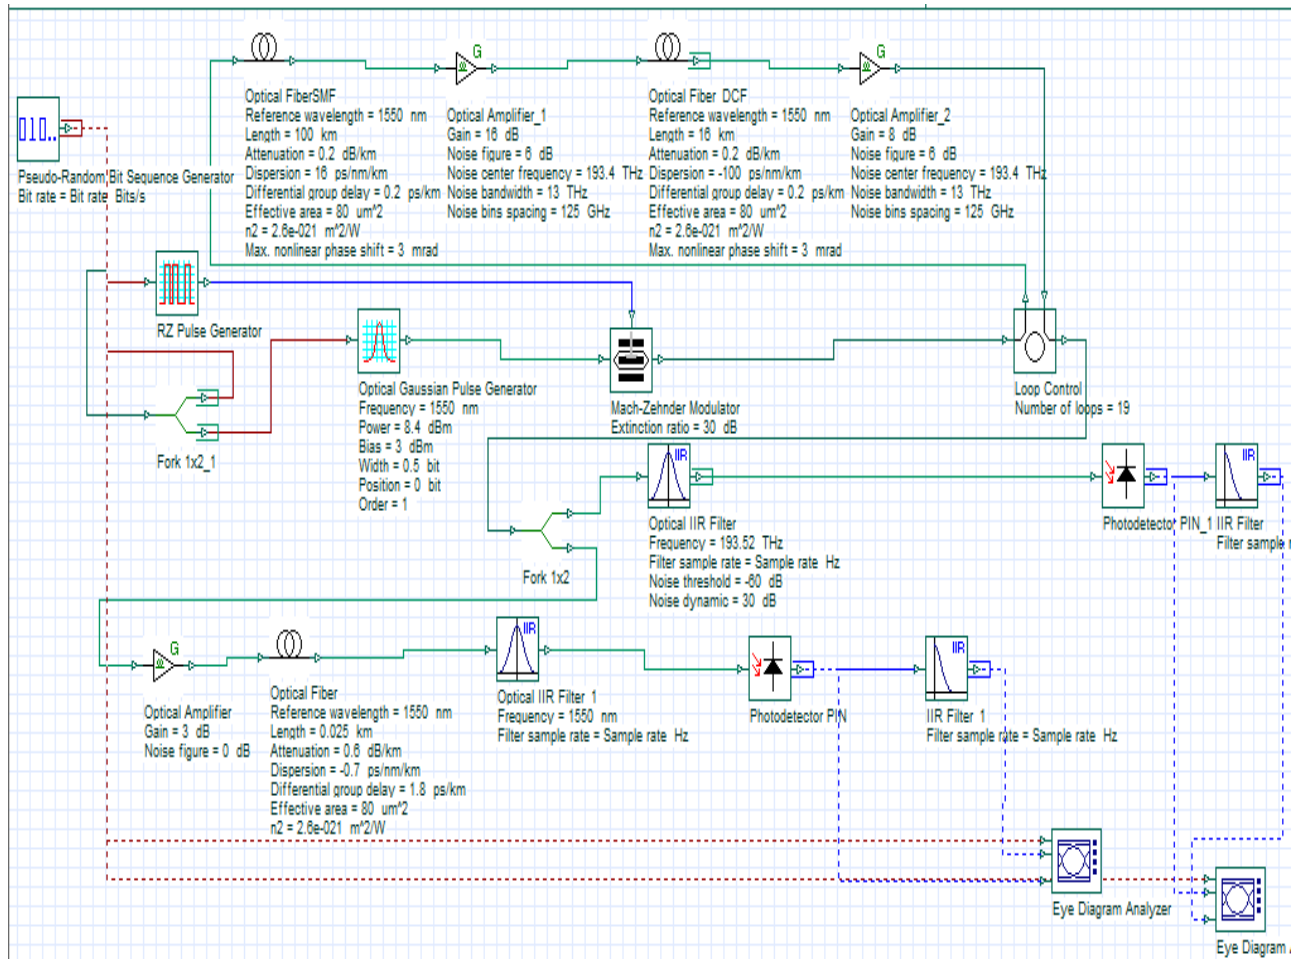 G
G
Optical FiberSMF
Reference wavelength = 1550 nm
Length = 100 km
Attenuation = 0.2 dB/km
Dispersion = 16 ps/nm/km
Differential group delay = 0.2 ps/km
Effective area = 80 um^2
n2 = 2.6e-021 m^2/W
Max. nonlinear phase shift = 3 mrad
Optical Amplifier_1
Gain = 16 dB
Noise figure = 6 dB
Noise center frequency = 193.4 THz
Noise bandwidth = 13 THz
Noise bins spacing = 125 GHz
Optical Fiber DCF
Reference wavelength = 1550 nm
Length = 16 km
Attenuation = 0.2 dB/km
Dispersion = -100 ps/nm/km
Differential group delay = 0.2 ps/km
Effective area = 80 um^2
n2 = 2.6e-021 m^2/W
Max. nonlinear phase shift = 3 mrad
Optical Amplifier_2
Gain = 8 dB
Noise figure = 6 dB
Noise center frequency = 193.4 THz
Noise bandwidth = 13 THz
Noise bins spacing = 125 GHz
010..
Pseudo-Random Bit Sequence Generator
Bit rate = Bit rate Bits/s
RZ Pulse Generator
Fork 1x2_1
Optical Gaussian Pulse Generator
Frequency = 1550 nm
Power = 8.4 dBm
Bias = 3 dBm
Width = 0.5 bit
Position = 0 bit
Order = 1
Mach-Zehnder Modulator
Extinction ratio = 30 dB
Loop Control
Number of loops = 19
IIR
Optical IIR Filter
Frequency = 193.52 THz
Filter sample rate = Sample rate Hz
Noise threshold = -60 dB
Noise dynamic = 30 dB
Fork 1x2
Photodetector PIN_1
IIR
IIR Filter
Filter sample
G
Optical Amplifier
Gain = 3 dB
Noise figure = 0 dB
Optical Fiber
Reference wavelength = 1550 nm
Length = 0.025 km
Attenuation = 0.6 dB/km
Dispersion = -0.7 ps/nm/km
Differential group delay = 1.8 ps/km
Effective area = 80 um^2
n2 = 2.6e-021 m^2/W
IIR
Optical IIR Filter 1
Frequency = 1550 nm
Filter sample rate = Sample rate Hz
Photodetector PIN
IIR
IIR Filter 1
Filter sample rate = Sample rate Hz
Eye Diagram Analyzer
Eye Diagram